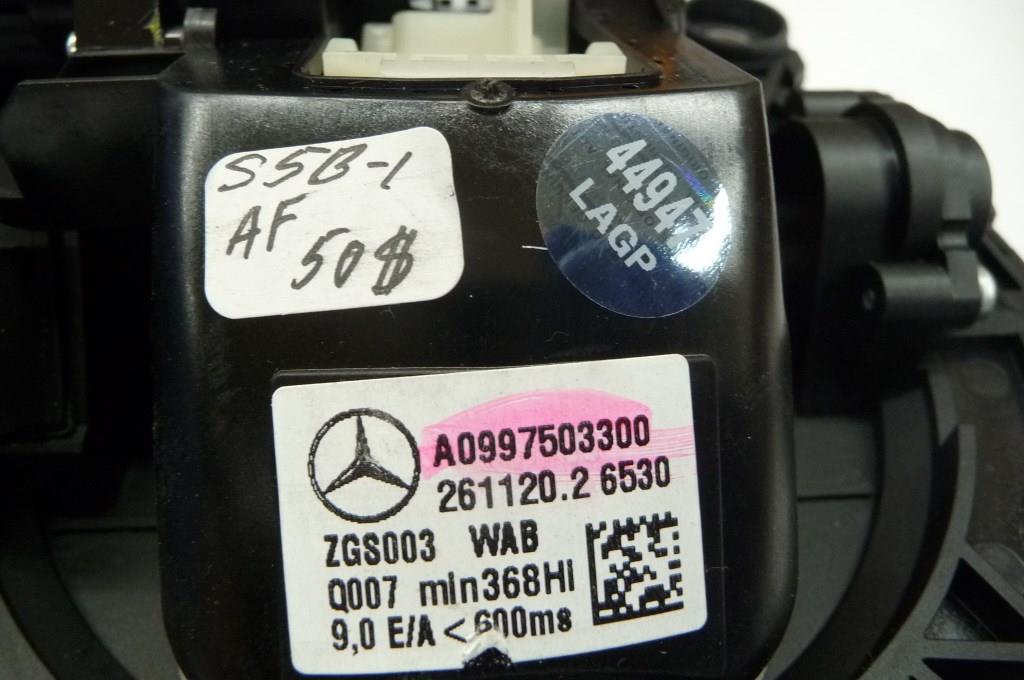 S5B-1
AF
50$
44947
LAGP
A0997503300
261120.2 6530
ZGS003 WAB
Q007 min368Hi
9,0 E/A < 600ms